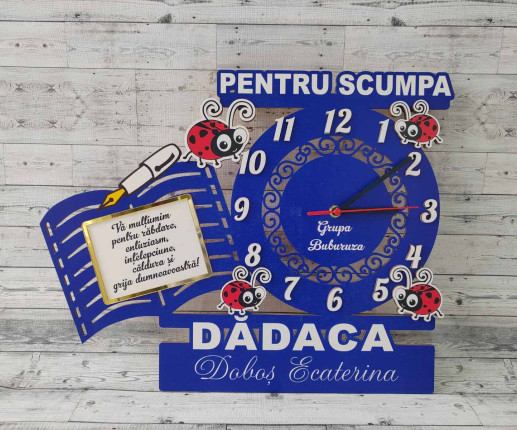 PENTRU SCUMPA
12
1
2
3
4
5
6
7
8
9
10
11
Grupa
Buburuza
Vă mulțumim
pentru răbdare,
entuziasm,
înțelepciune,
căldura și
grija dumneavoastră!
DĂDACA
Doboș Ecaterina